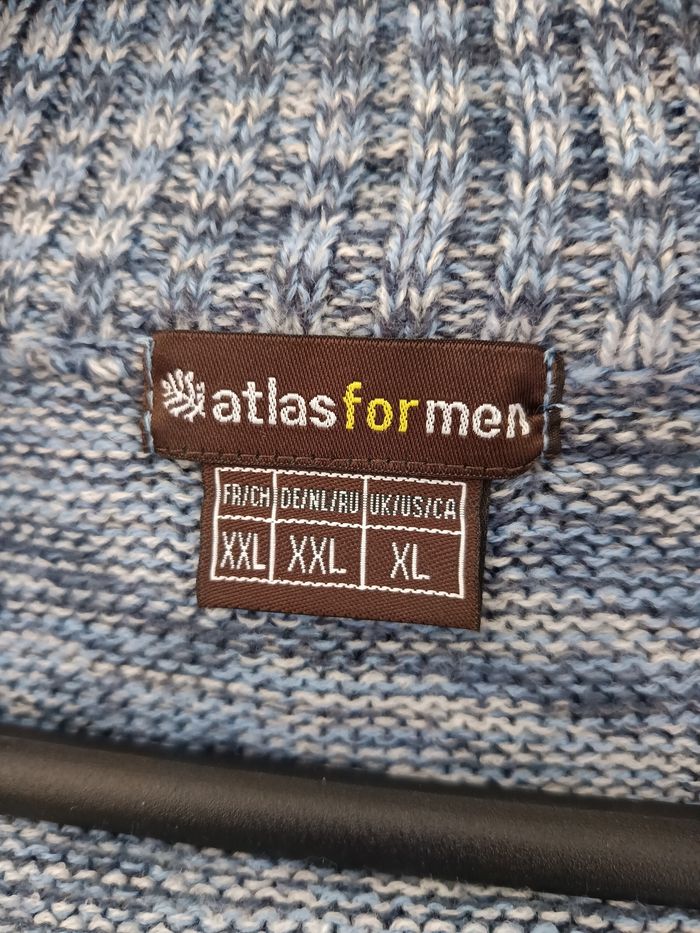 atlasformen
FR/CH DE/NL/RU UK/US/CA
XXL XXL XL